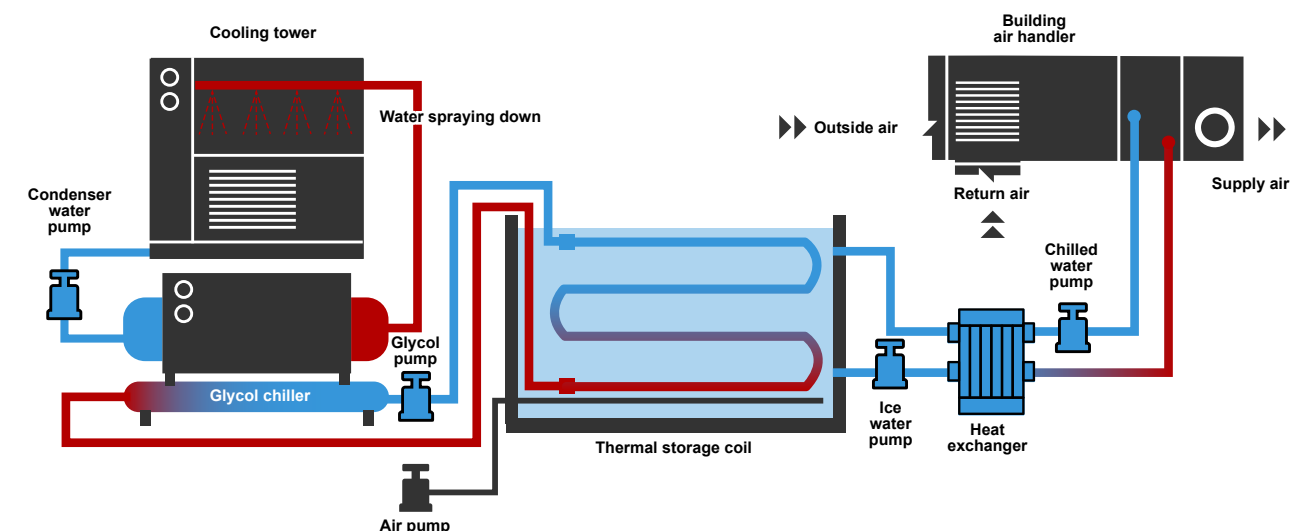 Cooling tower
Building
air handler
Water spraying down
Outside air
Condenser
water
pump
Return air
Supply air
Chilled
water
pump
Glycol
pump
Glycol chiller
Ice
water
pump
Heat
exchanger
Thermal storage coil
Air pump